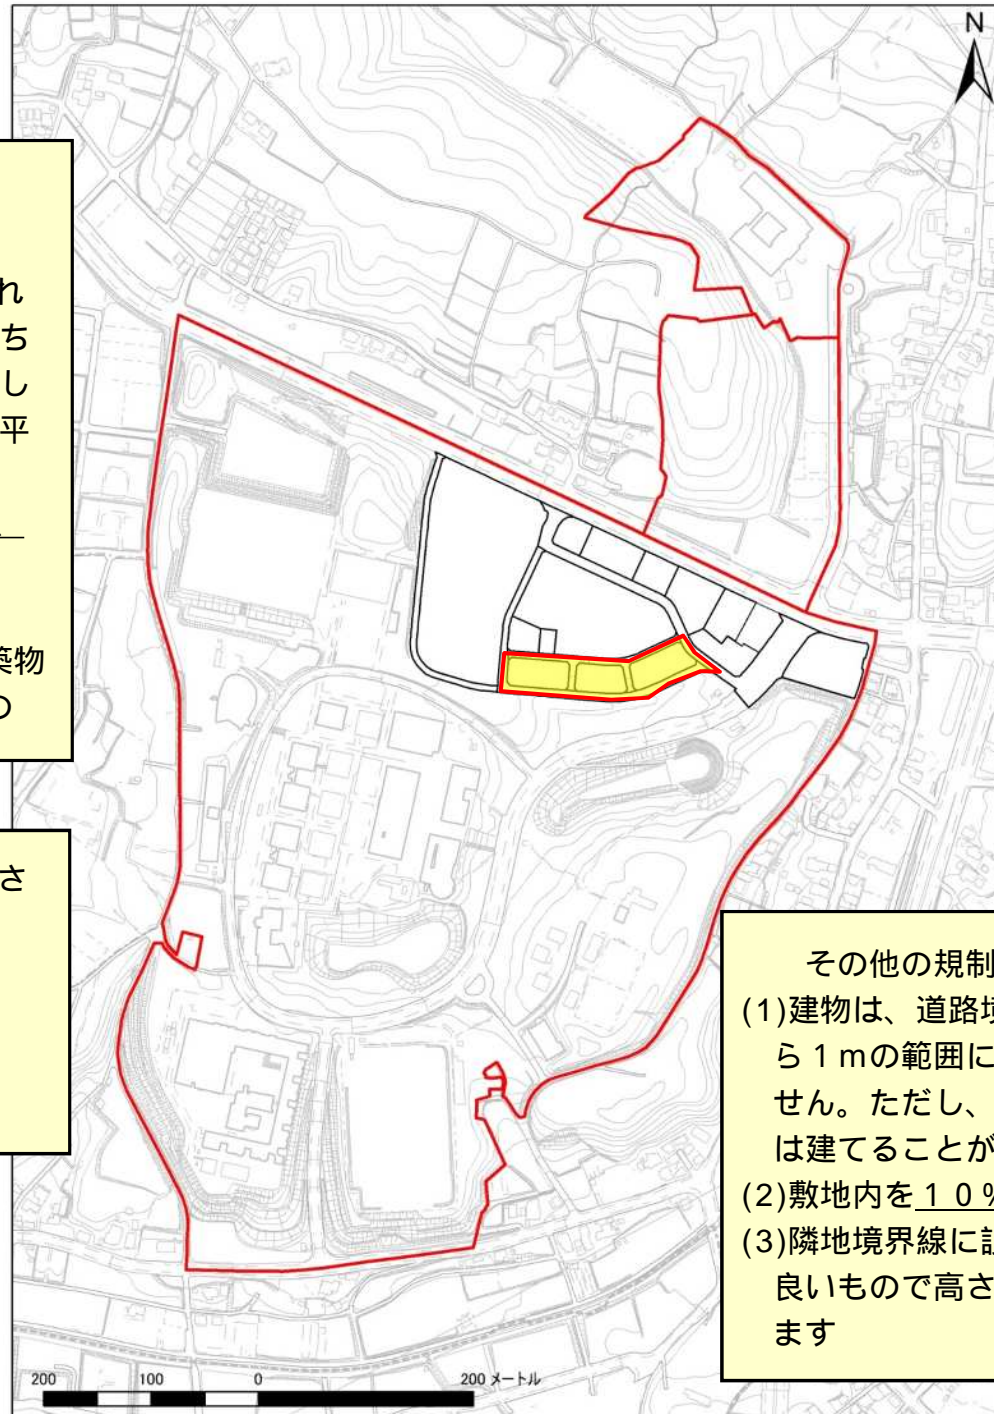 N
れ
ち
し
平
築物
の
さ
その他の規制
(1)建物は、道路境
ら１ｍの範囲に
せん。ただし、
は建てることが
(2)敷地内を１０%
(3)隣地境界線に設
良いもので高さ
ます
200 100 0 200 メートル